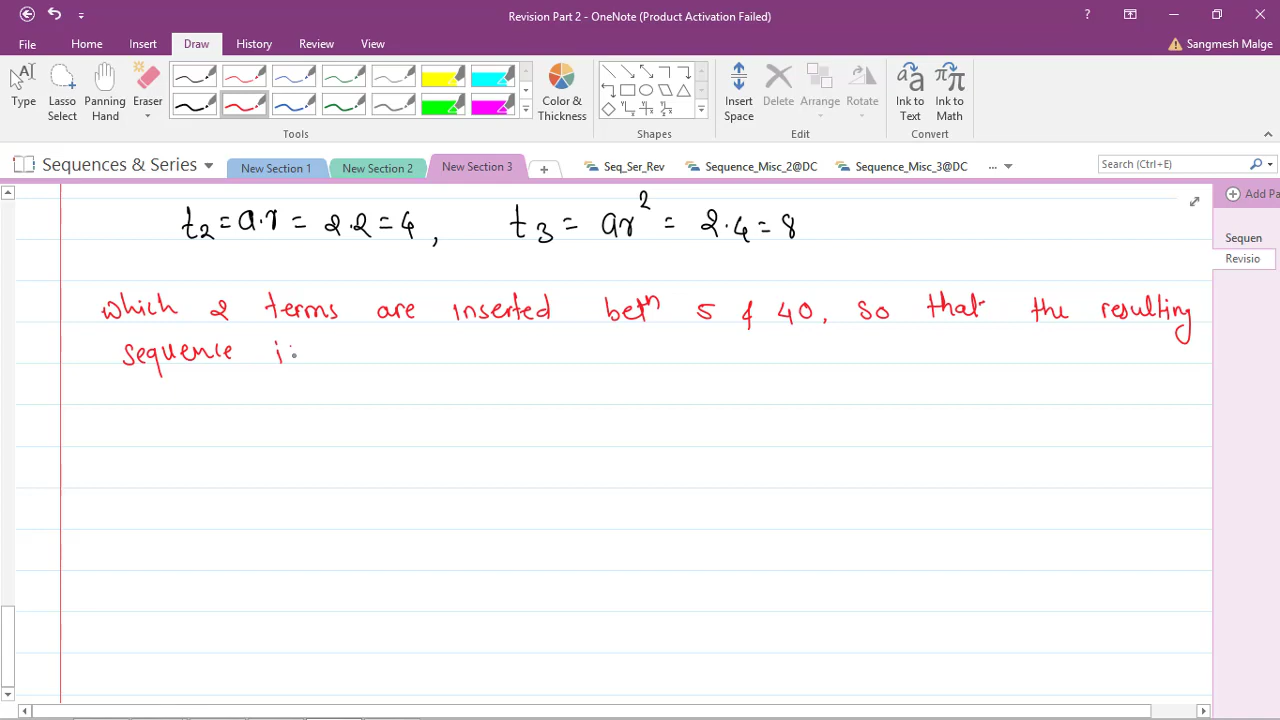 Revision Part 2 - OneNote (Product Activation Failed)
File Home Insert Draw History Review View Sangmesh Malge
Type Lasso Select Panning Hand Eraser Color & Thickness Insert Space Delete Arrange Rotate Ink to Text Ink to Math
Tools Shapes Edit Convert
Sequences & Series New Section 1 New Section 2 New Section 3 Seq_Ser_Rev Sequence_Misc_2@DC Sequence_Misc_3@DC ... Search (Ctrl+E)
Add Pa
Sequen
Revisio
t₂ = a·r = 2·2 = 4, t₃ = ar² = 2·4 = 8
which 2 terms are inserted betⁿ 5 & 40, so that the resulting
sequence i